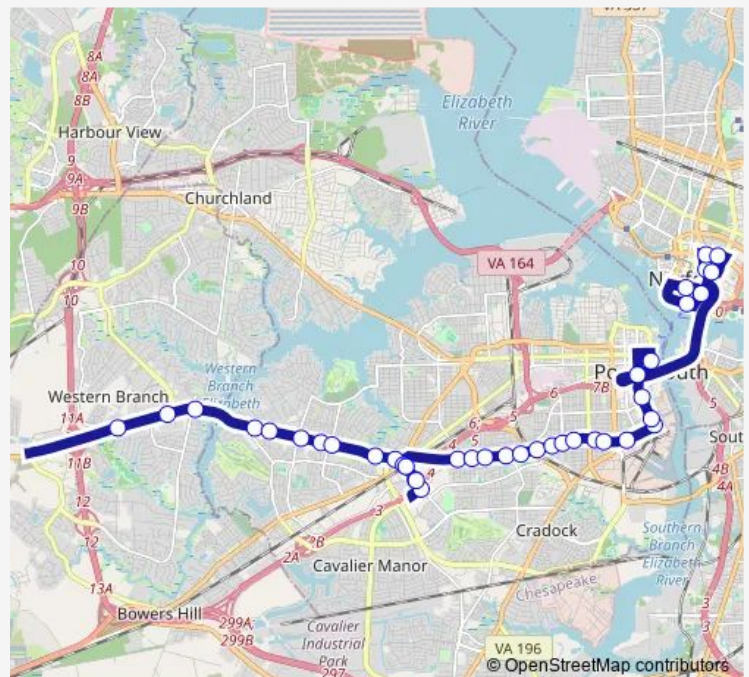 VA 337
8A
8A
8B
Elizabeth
River
Harbour View
9
9A
9B
Churchland
VA 164
10
10
Western
Branch
Elizabeth
Western Branch
7B
6
6
5
5
5
4
4
11A
11B
South
4B
4A
3
12
12
2B
2A
Cradock
Southern
Branch
Elizabeth
River
Cavalier Manor
13A
Chesapeake
Bowers Hill
299A
299B
Cavalier
Industrial
Park
297
VA 196
3
3
© OpenStreetMap contributors